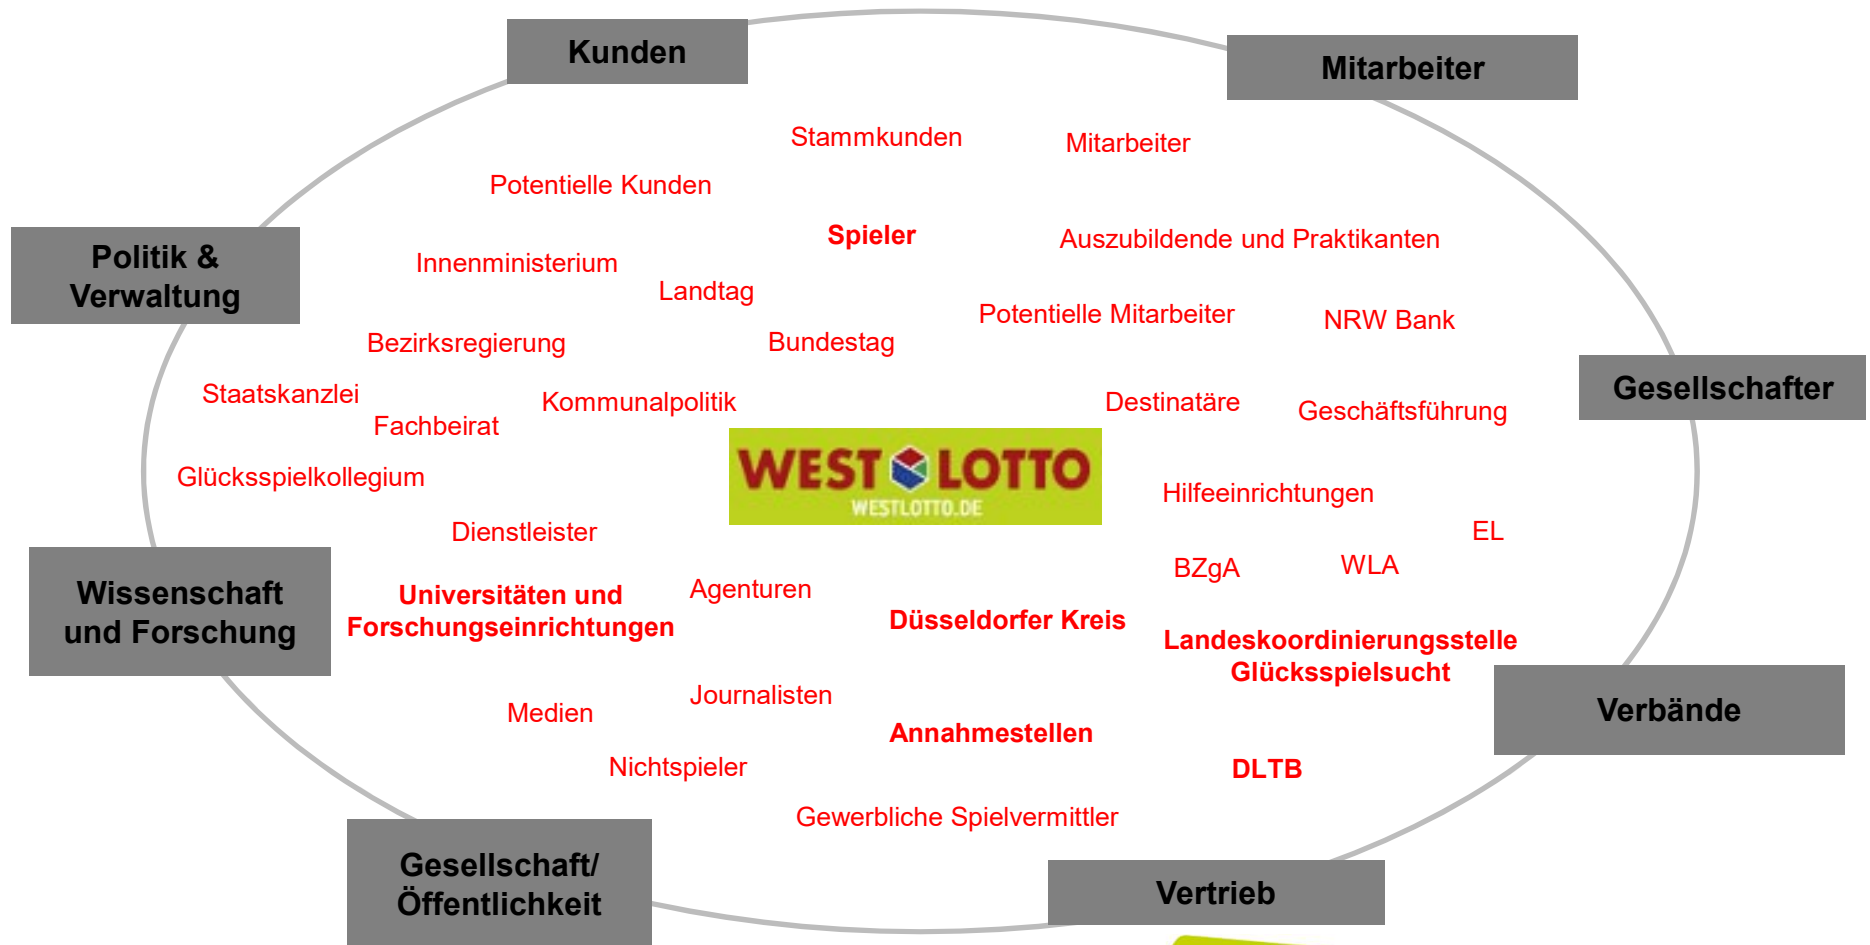 Kunden
Mitarbeiter
Stammkunden
Mitarbeiter
Potentielle Kunden
Spieler
Auszubildende und Praktikanten
Politik &
Verwaltung
Innenministerium
Landtag
Potentielle Mitarbeiter
NRW Bank
Bezirksregierung
Bundestag
Gesellschafter
Staatskanzlei
Kommunalpolitik
Destinatäre
Geschäftsführung
Fachbeirat
WEST LOTTO
WESTLOTTO.DE
Glücksspielkollegium
Hilfeeinrichtungen
Dienstleister
EL
BZgA
WLA
Wissenschaft
und Forschung
Universitäten und
Forschungseinrichtungen
Agenturen
Düsseldorfer Kreis
Landeskoordinierungsstelle
Glücksspielsucht
Journalisten
Medien
Verbände
Annahmestellen
Nichtspieler
DLTB
Gewerbliche Spielvermittler
Gesellschaft/
Öffentlichkeit
Vertrieb